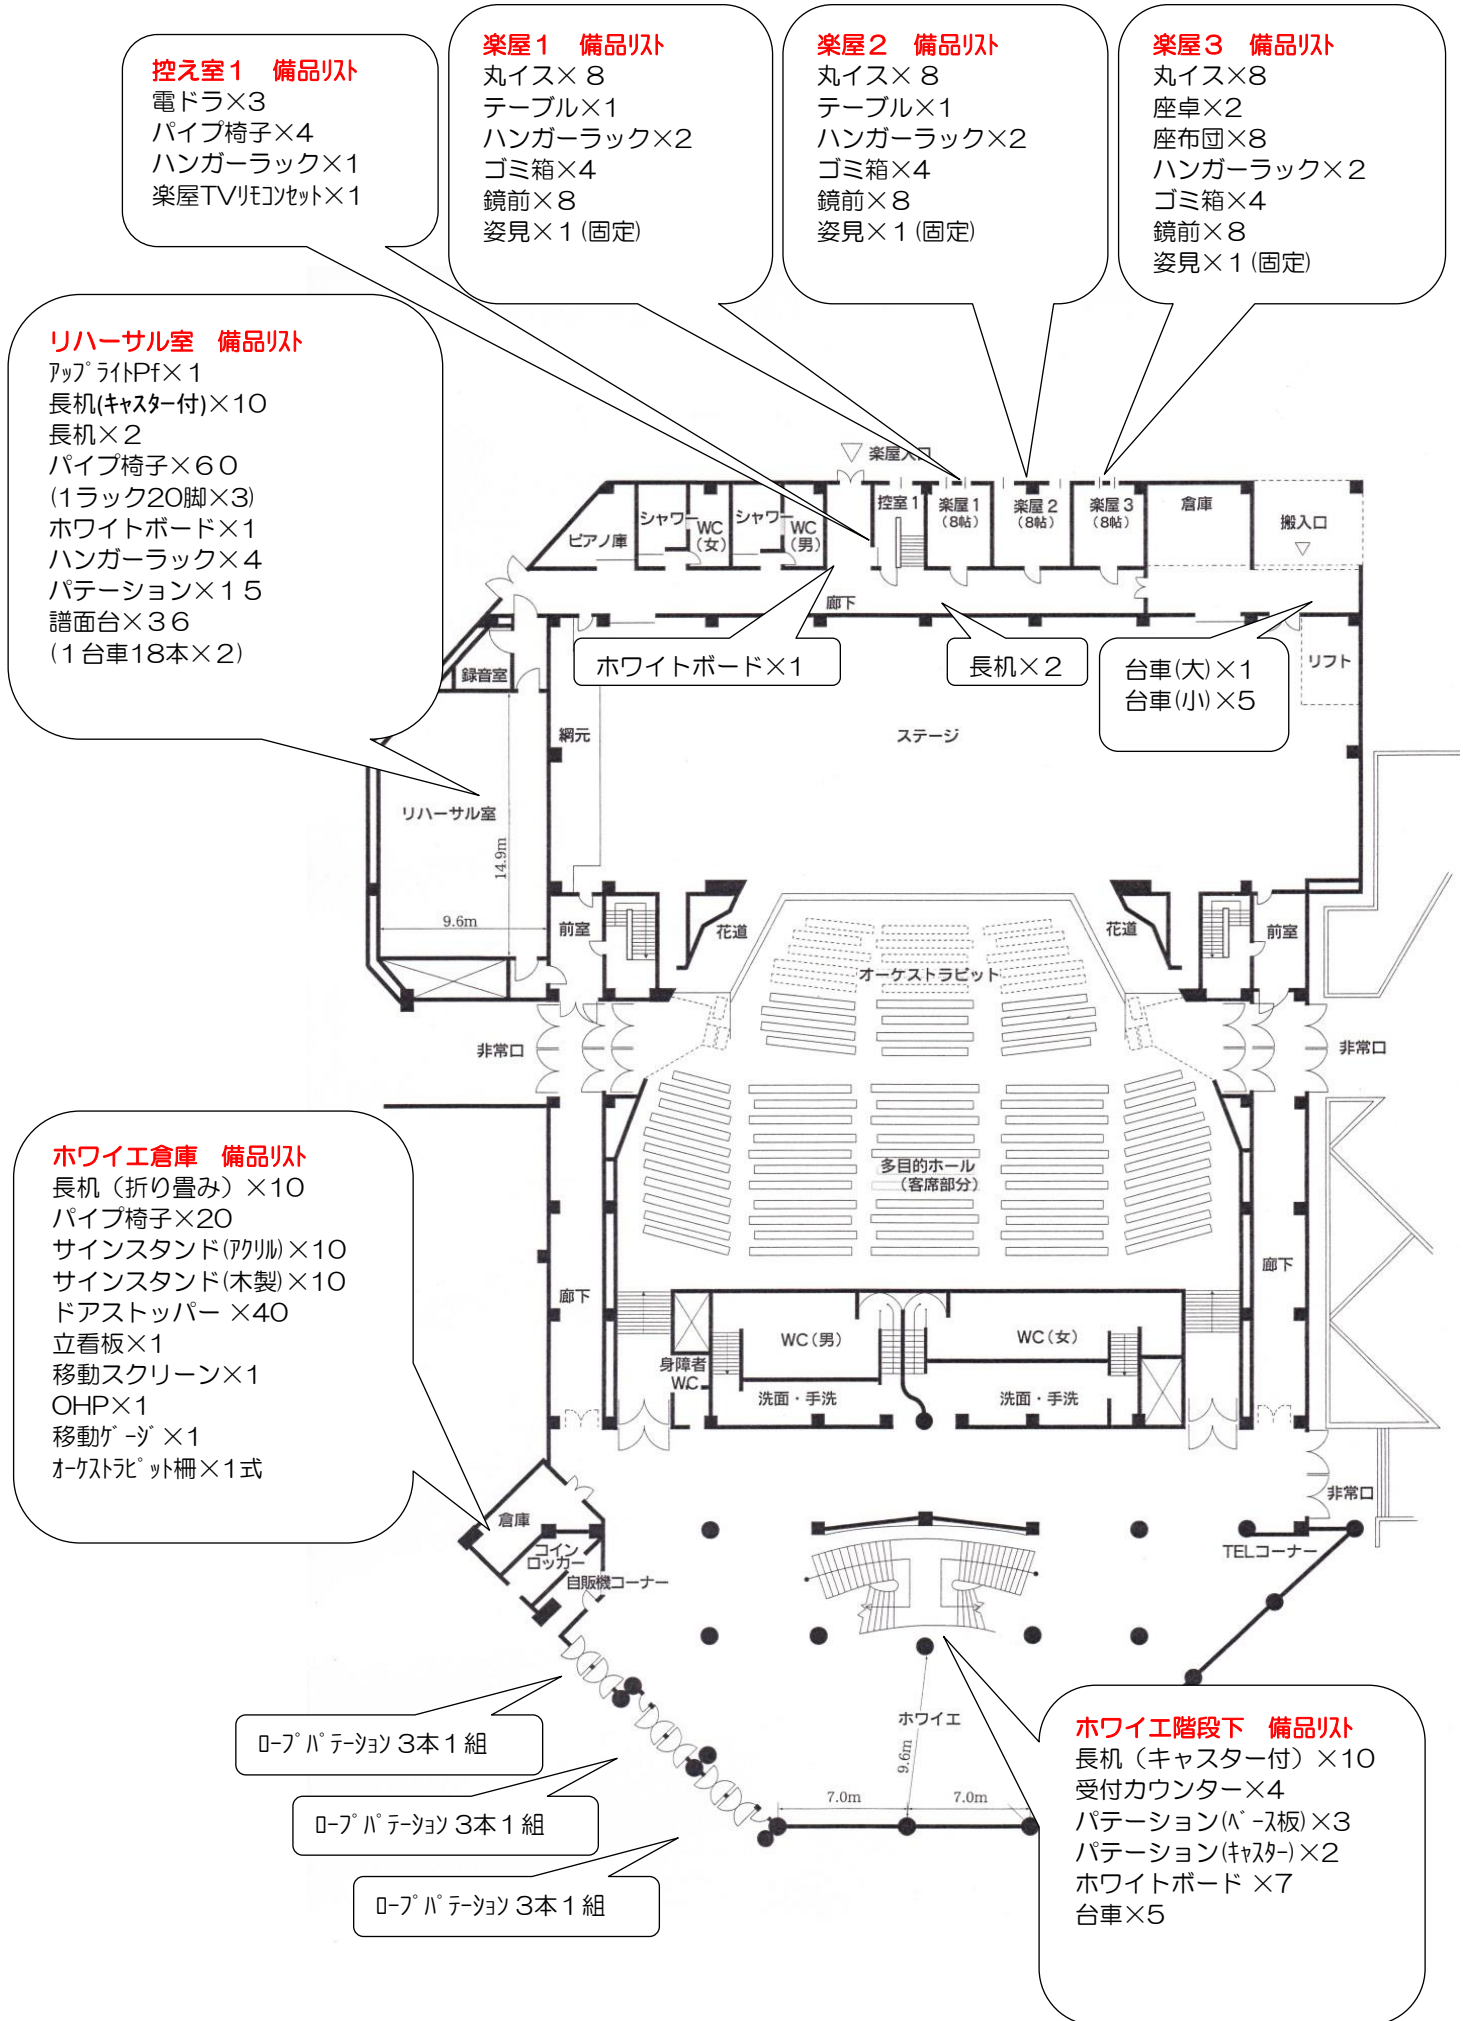 控え室１　備品リスト
電ドラ×3
パイプ椅子×4
ハンガーラック×1
楽屋TVリモコンセット×1
楽屋１　備品リスト
丸イス× 8
テーブル×1
ハンガーラック×2
ゴミ箱×4
鏡前×8
姿見×１(固定)
楽屋２　備品リスト
丸イス× 8
テーブル×1
ハンガーラック×2
ゴミ箱×4
鏡前×8
姿見×１(固定)
楽屋３　備品リスト
丸イス×8
座卓×2
座布団×8
ハンガーラック×２
ゴミ箱×4
鏡前×8
姿見×１(固定)
リハーサル室　備品リスト
ｱｯﾌﾟﾗｲﾄPf×１
長机(ｷｬｽﾀｰ付)×10
長机×２
パイプ椅子×６０
(1ラック20脚×3)
ホワイトボード×1
ハンガーラック×４
パテーション×１５
譜面台×３６
(１台車18本×２)
楽屋入口
ピアノ庫
シャワー
WC
(女)
シャワー
WC
(男)
控室１
楽屋１
(8帖)
楽屋２
(8帖)
楽屋３
(8帖)
倉庫
搬入口
廊下
ホワイトボード×1
長机×２
台車(大)×1
台車(小)×5
リフト
録音室
綱元
ステージ
リハーサル室
14.9m
9.6m
前室
花道
花道
前室
オーケストラピット
非常口
非常口
多目的ホール
(客席部分)
ホワイエ倉庫　備品リスト
長机（折り畳み）×10
パイプ椅子×20
サインスタンド(ｱｸﾘﾙ)×10
サインスタンド(木製)×10
ドアストッパー ×40
立看板×1
移動スクリーン×1
OHP×1
移動ｹﾞｰｼﾞ×1
ｵｰｹｽﾄﾗﾋﾟｯﾄ柵×1式
廊下
廊下
WC(男)
WC(女)
身障者
WC
洗面・手洗
洗面・手洗
非常口
倉庫
コイン
ロッカー
自販機コーナー
TELコーナー
ホワイエ
9.6m
7.0m
7.0m
ﾛｰﾌﾟﾊﾟﾃｰｼｮﾝ 3本１組
ﾛｰﾌﾟﾊﾟﾃｰｼｮﾝ 3本１組
ﾛｰﾌﾟﾊﾟﾃｰｼｮﾝ 3本１組
ホワイエ階段下　備品リスト
長机（キャスター付）×10
受付カウンター×4
パテーション(ﾍﾞｰｽ板)×3
パテーション(ｷｬｽﾀｰ)×2
ホワイトボード ×7
台車×5